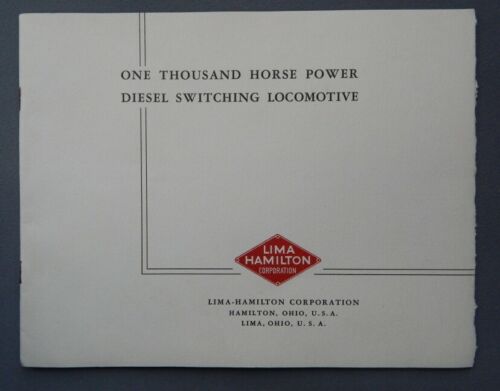 ONE THOUSAND HORSE POWER
DIESEL SWITCHING LOCOMOTIVE
LIMA
HAMILTON
CORPORATION
LIMA-HAMILTON CORPORATION
HAMILTON, OHIO, U. S. A.
LIMA, OHIO, U. S. A.